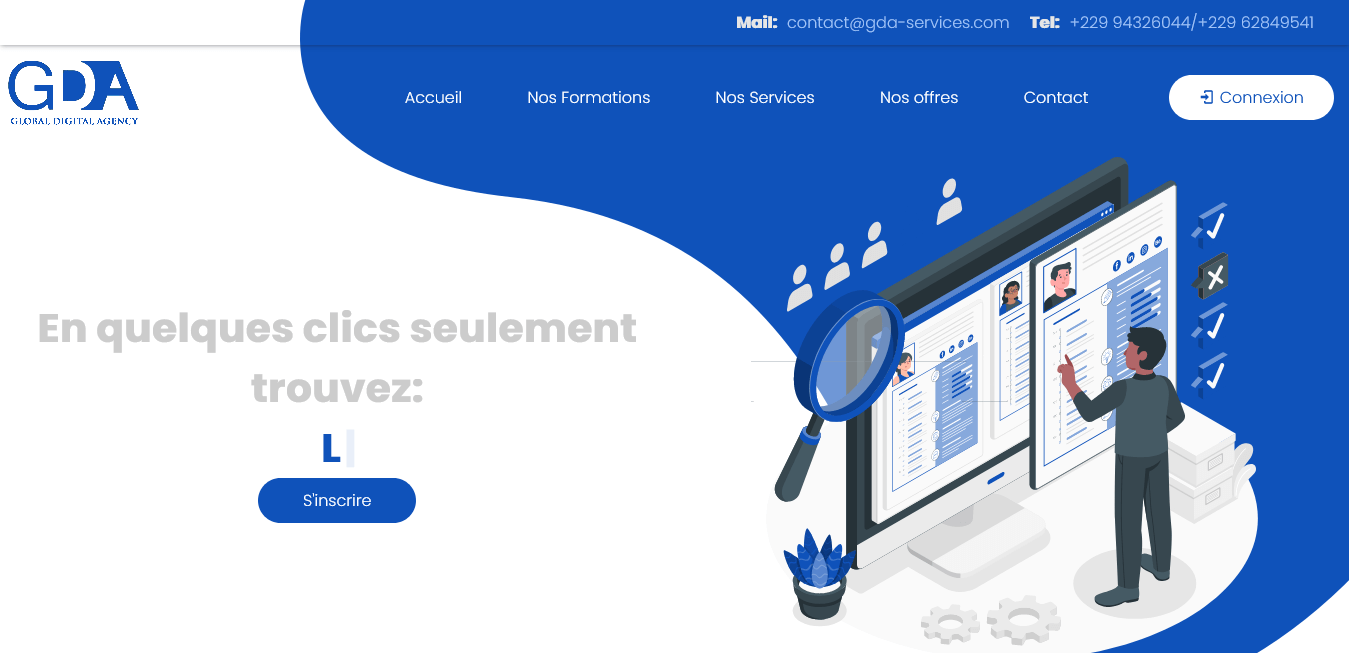 Mail: contact@gda-services.com Tel: +229 94326044/+229 62849541
GDA
GLOBAL DIGITAL AGENCY
Accueil Nos Formations Nos Services Nos offres Contact Connexion
En quelques clics seulement
trouvez:
L
S'inscrire